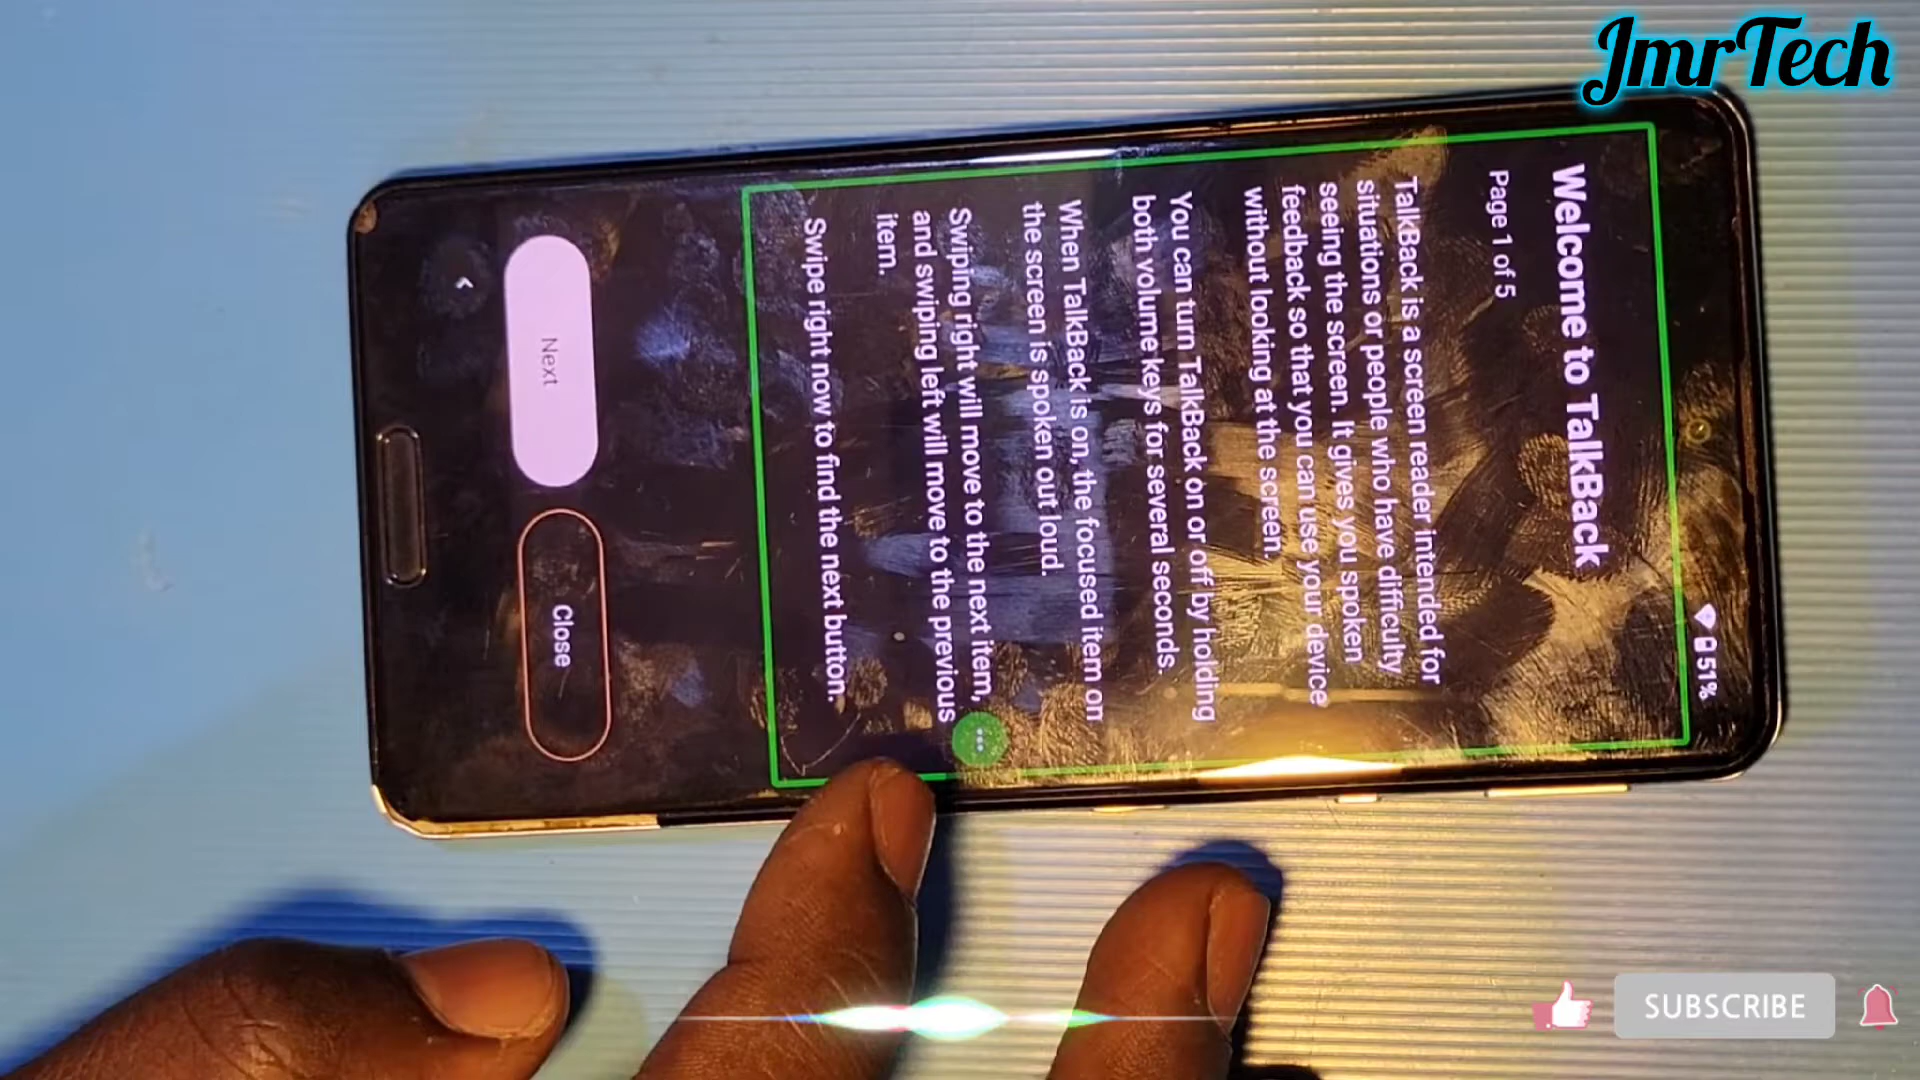 JmrTech
51%
Welcome to TalkBack
Page 1 of 5
TalkBack is a screen reader intended for
situations or people who have difficulty
seeing the screen. It gives you spoken
feedback so that you can use your device
without looking at the screen.
You can turn TalkBack on or off by holding
both volume keys for several seconds.
When TalkBack is on, the focused item on
the screen is spoken out loud.
Swiping right will move to the next item,
and swiping left will move to the previous
item.
Swipe right now to find the next button.
Next
Close
SUBSCRIBE